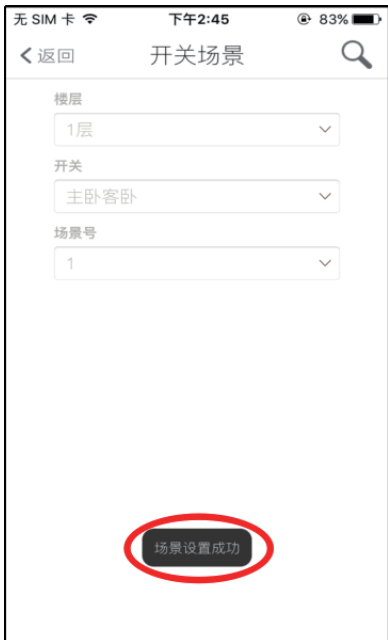 无 SIM 卡 下午2:45 83%
返回 开关场景
楼层
1层
开关
主卧客卧
场景号
1
场景设置成功